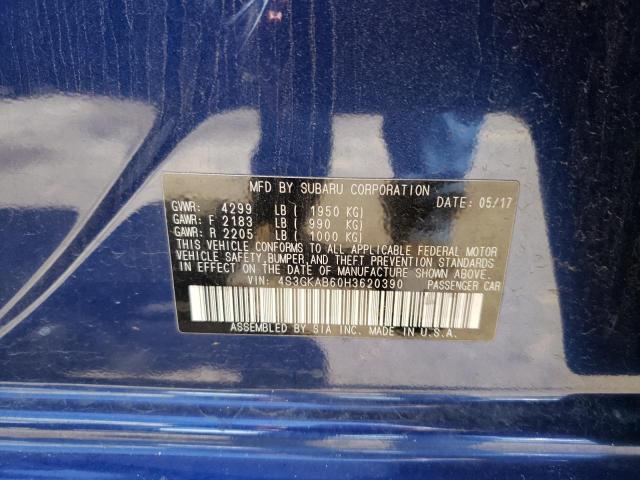 MFD BY SUBARU CORPORATION DATE: 05/17
GVWR: 4299 LB ( 1950 KG)
GAWR: F 2183 LB ( 990 KG)
GAWR: R 2205 LB ( 1000 KG)
THIS VEHICLE CONFORMS TO ALL APPLICABLE FEDERAL MOTOR
VEHICLE SAFETY,BUMPER,AND THEFT PREVENTION STANDARDS
IN EFFECT ON THE DATE OF MANUFACTURE SHOWN ABOVE.
VIN: 4S3GKAB60H3620390 PASSENGER CAR
ASSEMBLED BY SIA INC. MADE IN U.S.A.